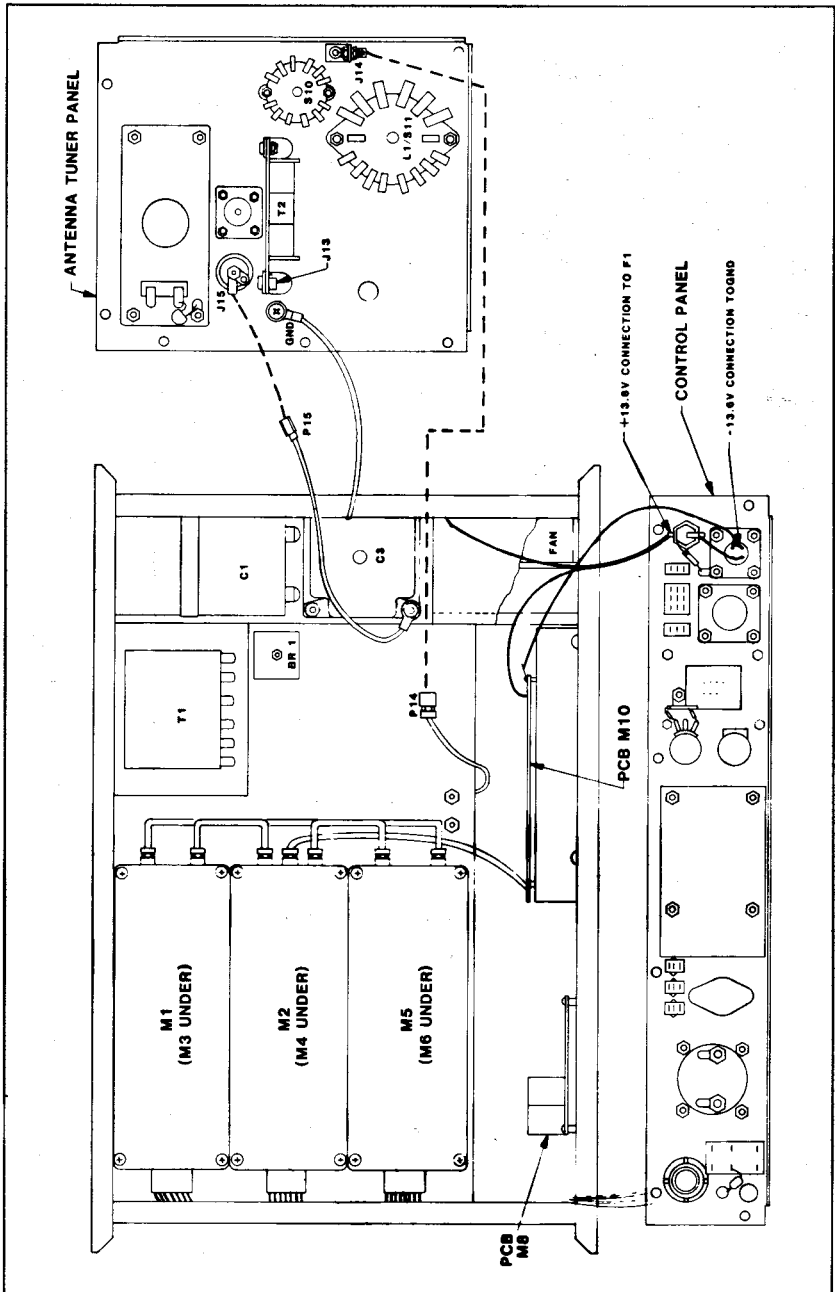 ANTENNA TUNER PANEL
J14
S10
L1/S11
T2
J15
J13
GND
P15
C1
C3
FAN
T1
BR 1
P14
PCB M10
M1
(M3 UNDER)
M2
(M4 UNDER)
M5
(M6 UNDER)
PCB
M8
+13.6V CONNECTION TO F1
CONTROL PANEL
-13.6V CONNECTION TOGND